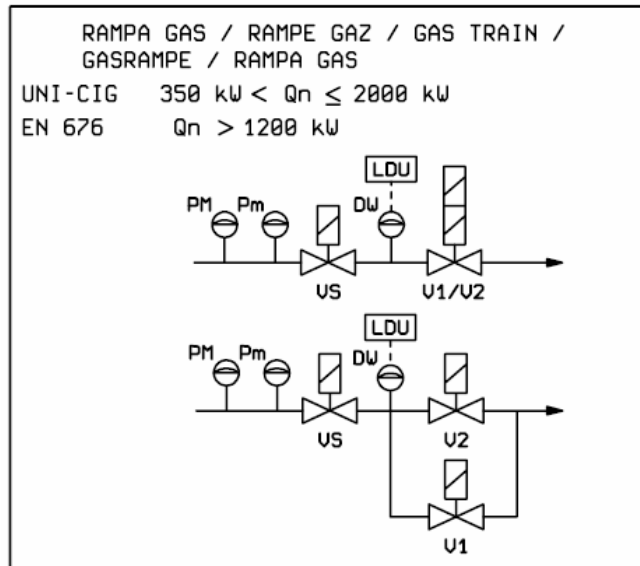 RAMPA GAS / RAMPE GAZ / GAS TRAIN /
GASRAMPE / RAMPA GAS
UNI-CIG 350 kW < Qn ≤ 2000 kW
EN 676 Qn > 1200 kW
LDU
PM Pm DW
VS V1/V2
LDU
PM Pm DW
VS V2
V1